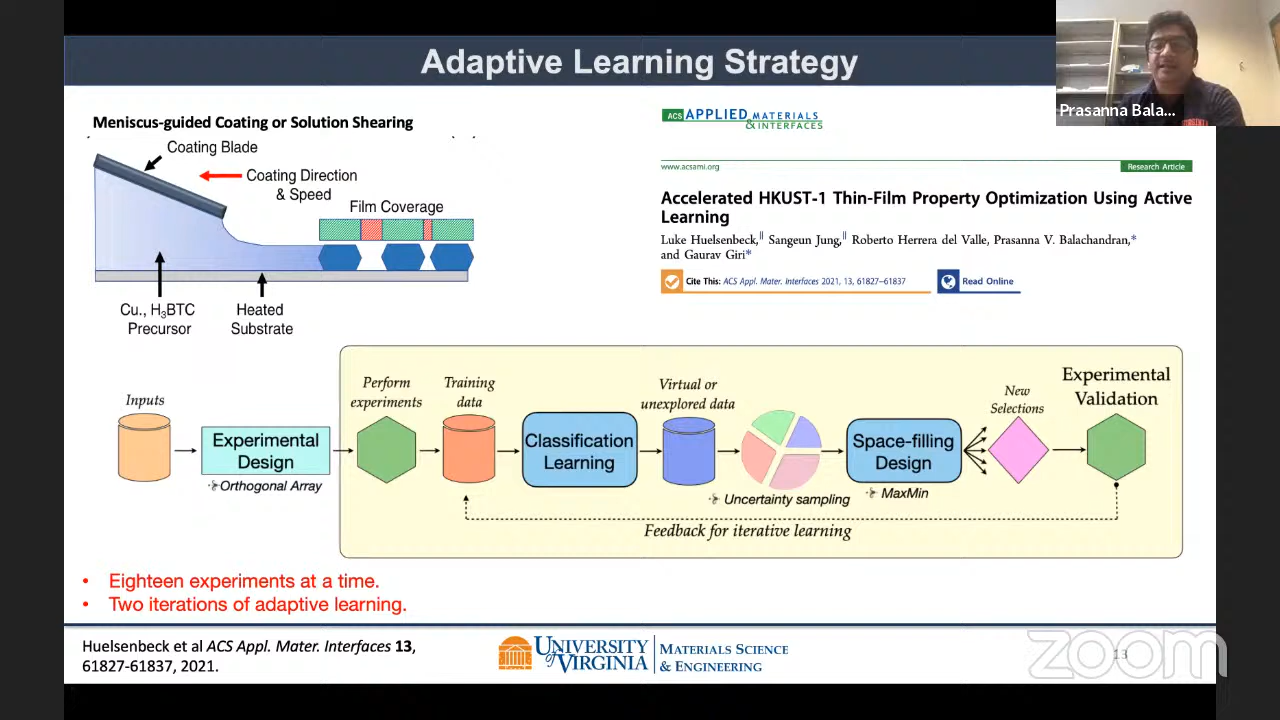 Adaptive Learning Strategy
Prasanna Bala...
Meniscus-guided Coating or Solution Shearing
Coating Blade
Coating Direction
& Speed
Film Coverage
Cu., H₃BTC
Precursor
Heated
Substrate
ACS APPLIED MATERIALS
& INTERFACES
www.acsami.org
Research Article
Accelerated HKUST-1 Thin-Film Property Optimization Using Active
Learning
Luke Huelsenbeck,|| Sangeun Jung,|| Roberto Herrera del Valle, Prasanna V. Balachandran,*
and Gaurav Giri*
Cite This: ACS Appl. Mater. Interfaces 2021, 13, 61827–61837
Read Online
Inputs
Experimental
Design
Orthogonal Array
Perform
experiments
Training
data
Classification
Learning
Virtual or
unexplored data
Uncertainty sampling
Space-filling
Design
MaxMin
New
Selections
Experimental
Validation
Feedback for iterative learning
• Eighteen experiments at a time.
• Two iterations of adaptive learning.
Huelsenbeck et al ACS Appl. Mater. Interfaces 13,
61827-61837, 2021.
UNIVERSITY
of VIRGINIA
MATERIALS SCIENCE
& ENGINEERING
13
zoom